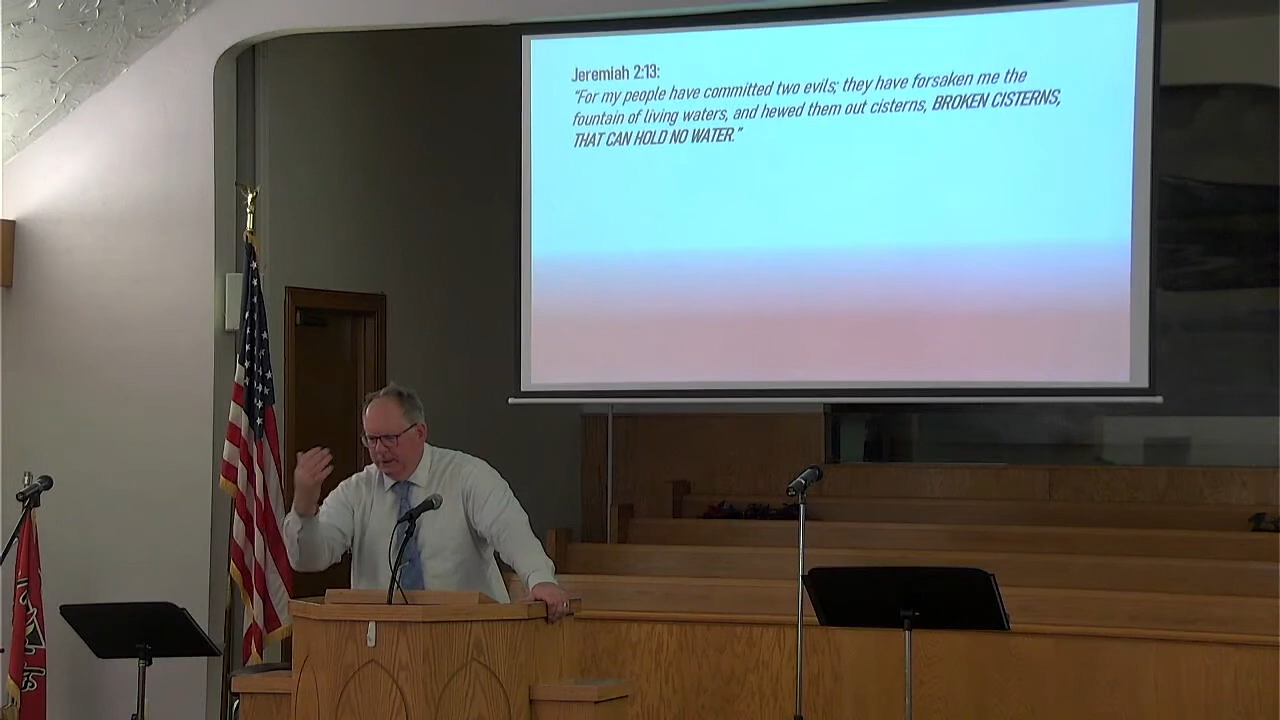 Jeremiah 2:13:
“For my people have committed two evils; they have forsaken me the
fountain of living waters, and hewed them out cisterns, BROKEN CISTERNS,
THAT CAN HOLD NO WATER.”